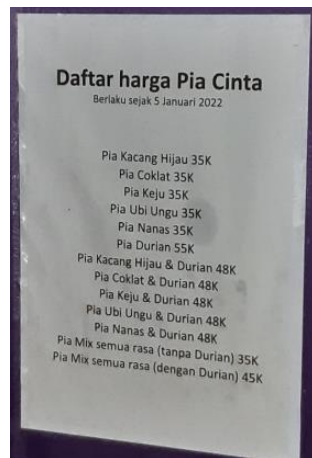 Daftar harga Pia Cinta
Berlaku sejak 5 Januari 2022
Pia Kacang Hijau 35K
Pia Coklat 35K
Pia Keju 35K
Pia Ubi Ungu 35K
Pia Nanas 35K
Pia Durian 55K
Pia Kacang Hijau & Durian 48K
Pia Coklat & Durian 48K
Pia Keju & Durian 48K
Pia Ubi Ungu & Durian 48K
Pia Nanas & Durian 48K
Pia Mix semua rasa (tanpa Durian) 35K
Pia Mix semua rasa (dengan Durian) 45K